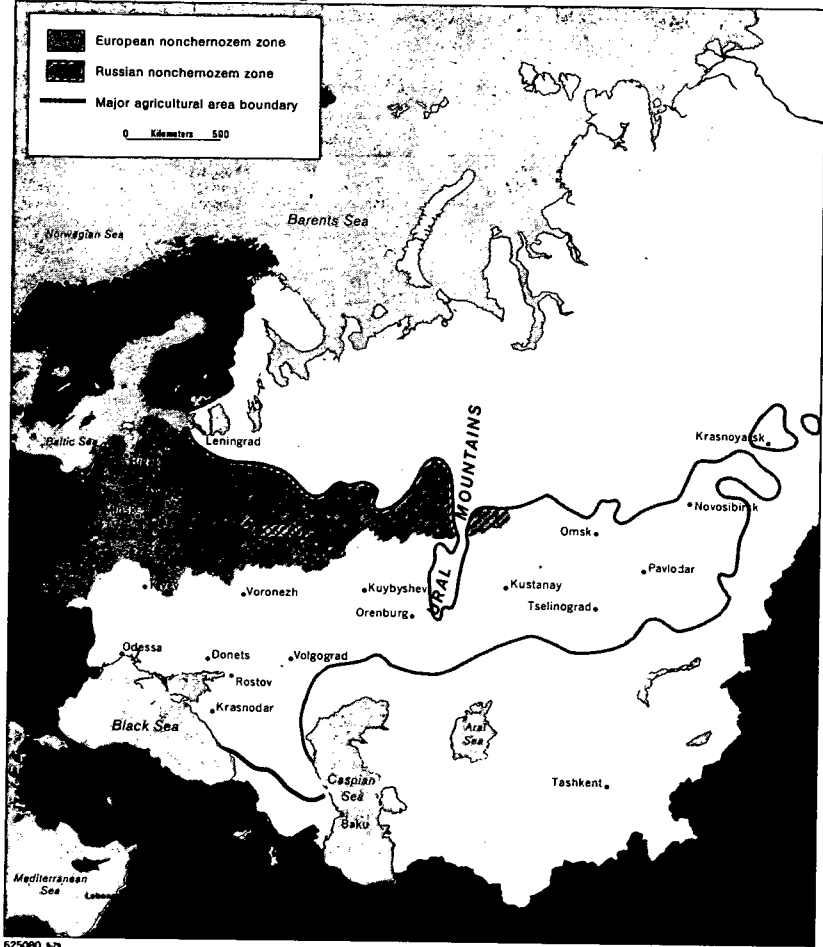 European nonchernozem zone
Russian nonchernozem zone
Major agricultural area boundary
0 Kilometers 500
Barents Sea
Norwegian Sea
Baltic Sea
Leningrad
URAL MOUNTAINS
Krasnoyarsk
Novosibirsk
Omsk
Pavlodar
Kustanay
Tselinograd
Kuybyshev
Orenburg
Voronezh
Odessa
Donets
Volgograd
Rostov
Krasnodar
Black Sea
Aral
Sea
Caspian
Sea
Tashkent
Baku
Mediterranean
Sea
625080